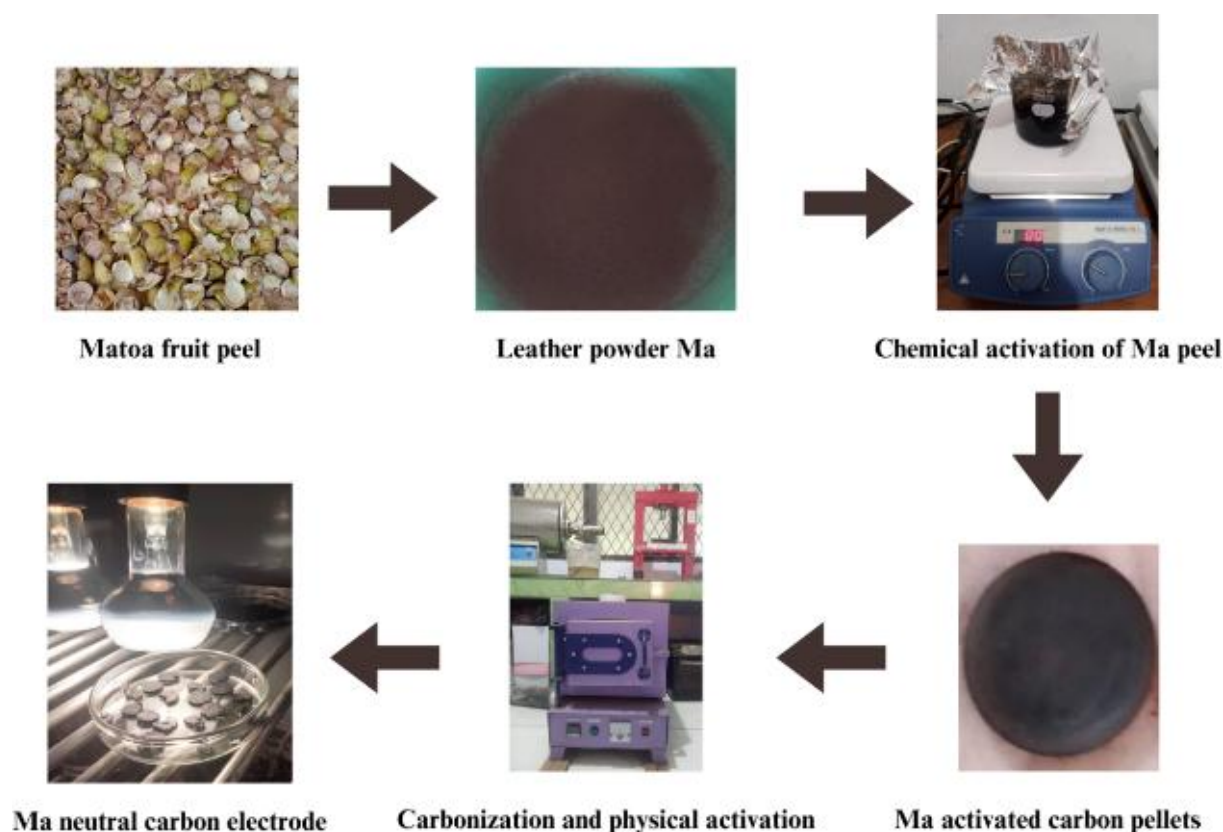 Matoa fruit peel
Leather powder Ma
Chemical activation of Ma peel
Ma neutral carbon electrode
Carbonization and physical activation
Ma activated carbon pellets